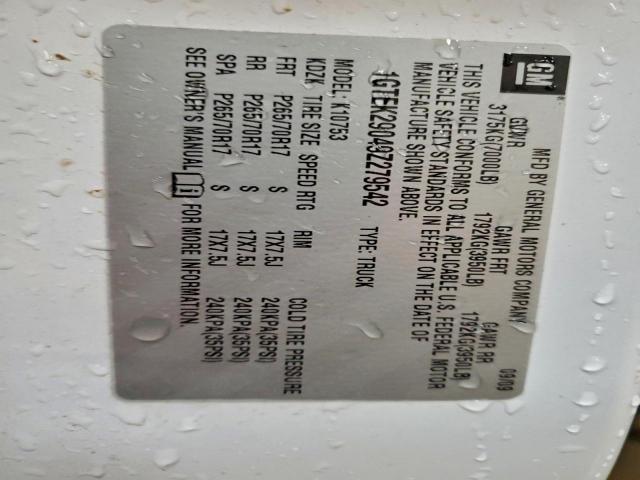 GM
MFD BY GENERAL MOTORS COMPANY 09/09
GVWR GAWR FRT GAWR RR
3175KG(7000LB) 1792KG(3950LB) 1792KG(3950LB)
THIS VEHICLE CONFORMS TO ALL APPLICABLE U.S. FEDERAL MOTOR
VEHICLE SAFETY STANDARDS IN EFFECT ON THE DATE OF
MANUFACTURE SHOWN ABOVE.
1GTEK29049Z279542 TYPE: TRUCK
MODEL: K10753
KDZK TIRE SIZE SPEED RTG RIM COLD TIRE PRESSURE
FRT P265/70R17 S 17X7.5J 240KPA(35PSI)
RR P265/70R17 S 17X7.5J 240KPA(35PSI)
SPA P265/70R17 S 17X7.5J 240KPA(35PSI)
SEE OWNER'S MANUAL FOR MORE INFORMATION.